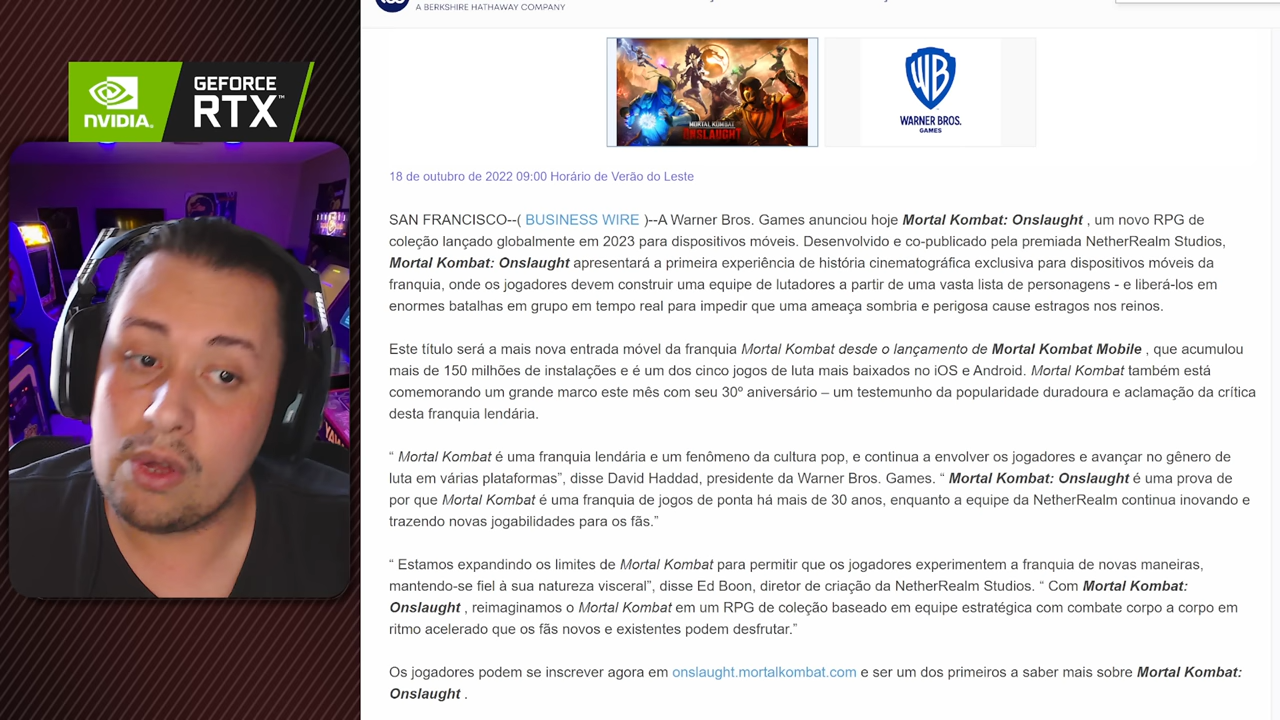 A BERKSHIRE HATHAWAY COMPANY
NVIDIA.
GEFORCE
RTX™
MORTAL KOMBAT
ONSLAUGHT
WB
WARNER BROS.
GAMES
18 de outubro de 2022 09:00 Horário de Verão do Leste
SAN FRANCISCO--( BUSINESS WIRE )--A Warner Bros. Games anunciou hoje Mortal Kombat: Onslaught , um novo RPG de
coleção lançado globalmente em 2023 para dispositivos móveis. Desenvolvido e co-publicado pela premiada NetherRealm Studios,
Mortal Kombat: Onslaught apresentará a primeira experiência de história cinematográfica exclusiva para dispositivos móveis da
franquia, onde os jogadores devem construir uma equipe de lutadores a partir de uma vasta lista de personagens - e liberá-los em
enormes batalhas em grupo em tempo real para impedir que uma ameaça sombria e perigosa cause estragos nos reinos.
Este título será a mais nova entrada móvel da franquia Mortal Kombat desde o lançamento de Mortal Kombat Mobile , que acumulou
mais de 150 milhões de instalações e é um dos cinco jogos de luta mais baixados no iOS e Android. Mortal Kombat também está
comemorando um grande marco este mês com seu 30º aniversário – um testemunho da popularidade duradoura e aclamação da crítica
desta franquia lendária.
“ Mortal Kombat é uma franquia lendária e um fenômeno da cultura pop, e continua a envolver os jogadores e avançar no gênero de
luta em várias plataformas”, disse David Haddad, presidente da Warner Bros. Games. “ Mortal Kombat: Onslaught é uma prova de
por que Mortal Kombat é uma franquia de jogos de ponta há mais de 30 anos, enquanto a equipe da NetherRealm continua inovando e
trazendo novas jogabilidades para os fãs.”
“ Estamos expandindo os limites de Mortal Kombat para permitir que os jogadores experimentem a franquia de novas maneiras,
mantendo-se fiel à sua natureza visceral”, disse Ed Boon, diretor de criação da NetherRealm Studios. “ Com Mortal Kombat:
Onslaught , reimaginamos o Mortal Kombat em um RPG de coleção baseado em equipe estratégica com combate corpo a corpo em
ritmo acelerado que os fãs novos e existentes podem desfrutar.”
Os jogadores podem se inscrever agora em onslaught.mortalkombat.com e ser um dos primeiros a saber mais sobre Mortal Kombat:
Onslaught .